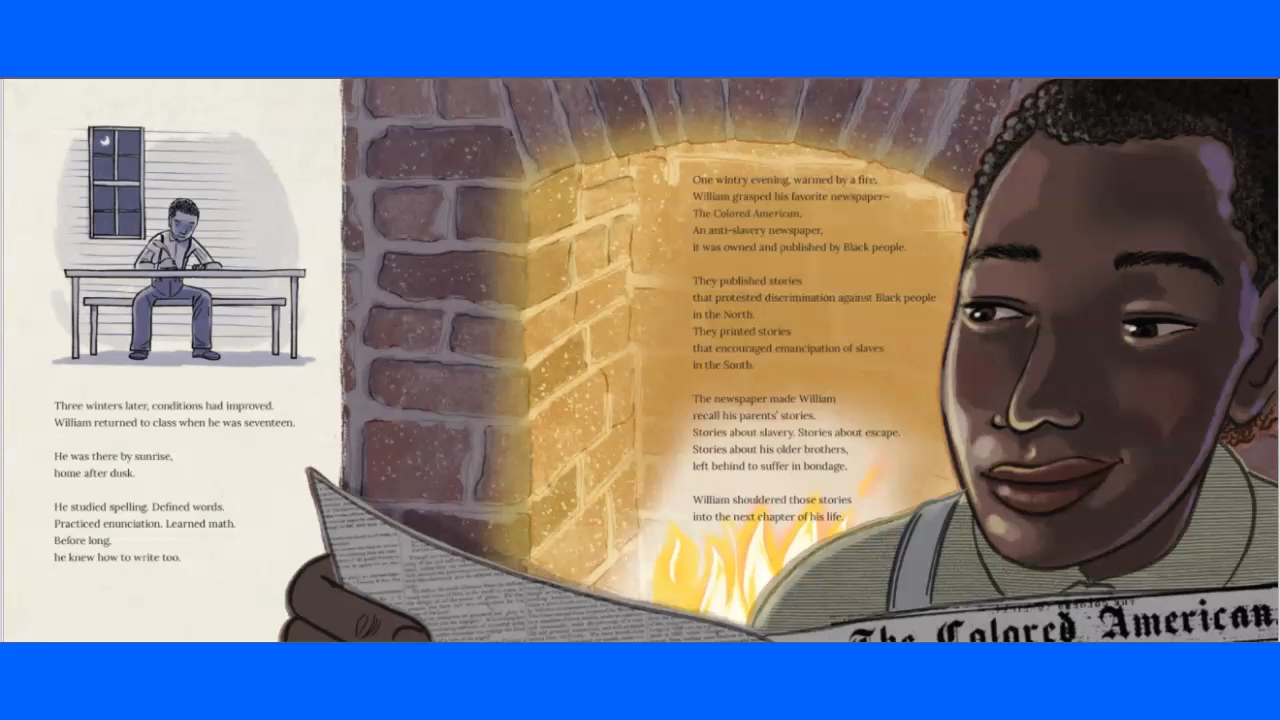 Three winters later, conditions had improved.
William returned to class when he was seventeen.
He was there by sunrise,
home after dusk.
He studied spelling. Defined words.
Practiced enunciation. Learned math.
Before long,
he knew how to write too.
One wintry evening, warmed by a fire,
William grasped his favorite newspaper–
The Colored American.
An anti-slavery newspaper,
it was owned and published by Black people.
They published stories
that protested discrimination against Black people
in the North.
They printed stories
that encouraged emancipation of slaves
in the South.
The newspaper made William
recall his parents' stories.
Stories about slavery. Stories about escape.
Stories about his older brothers,
left behind to suffer in bondage.
William shouldered those stories
into the next chapter of his life.
The Colored American.